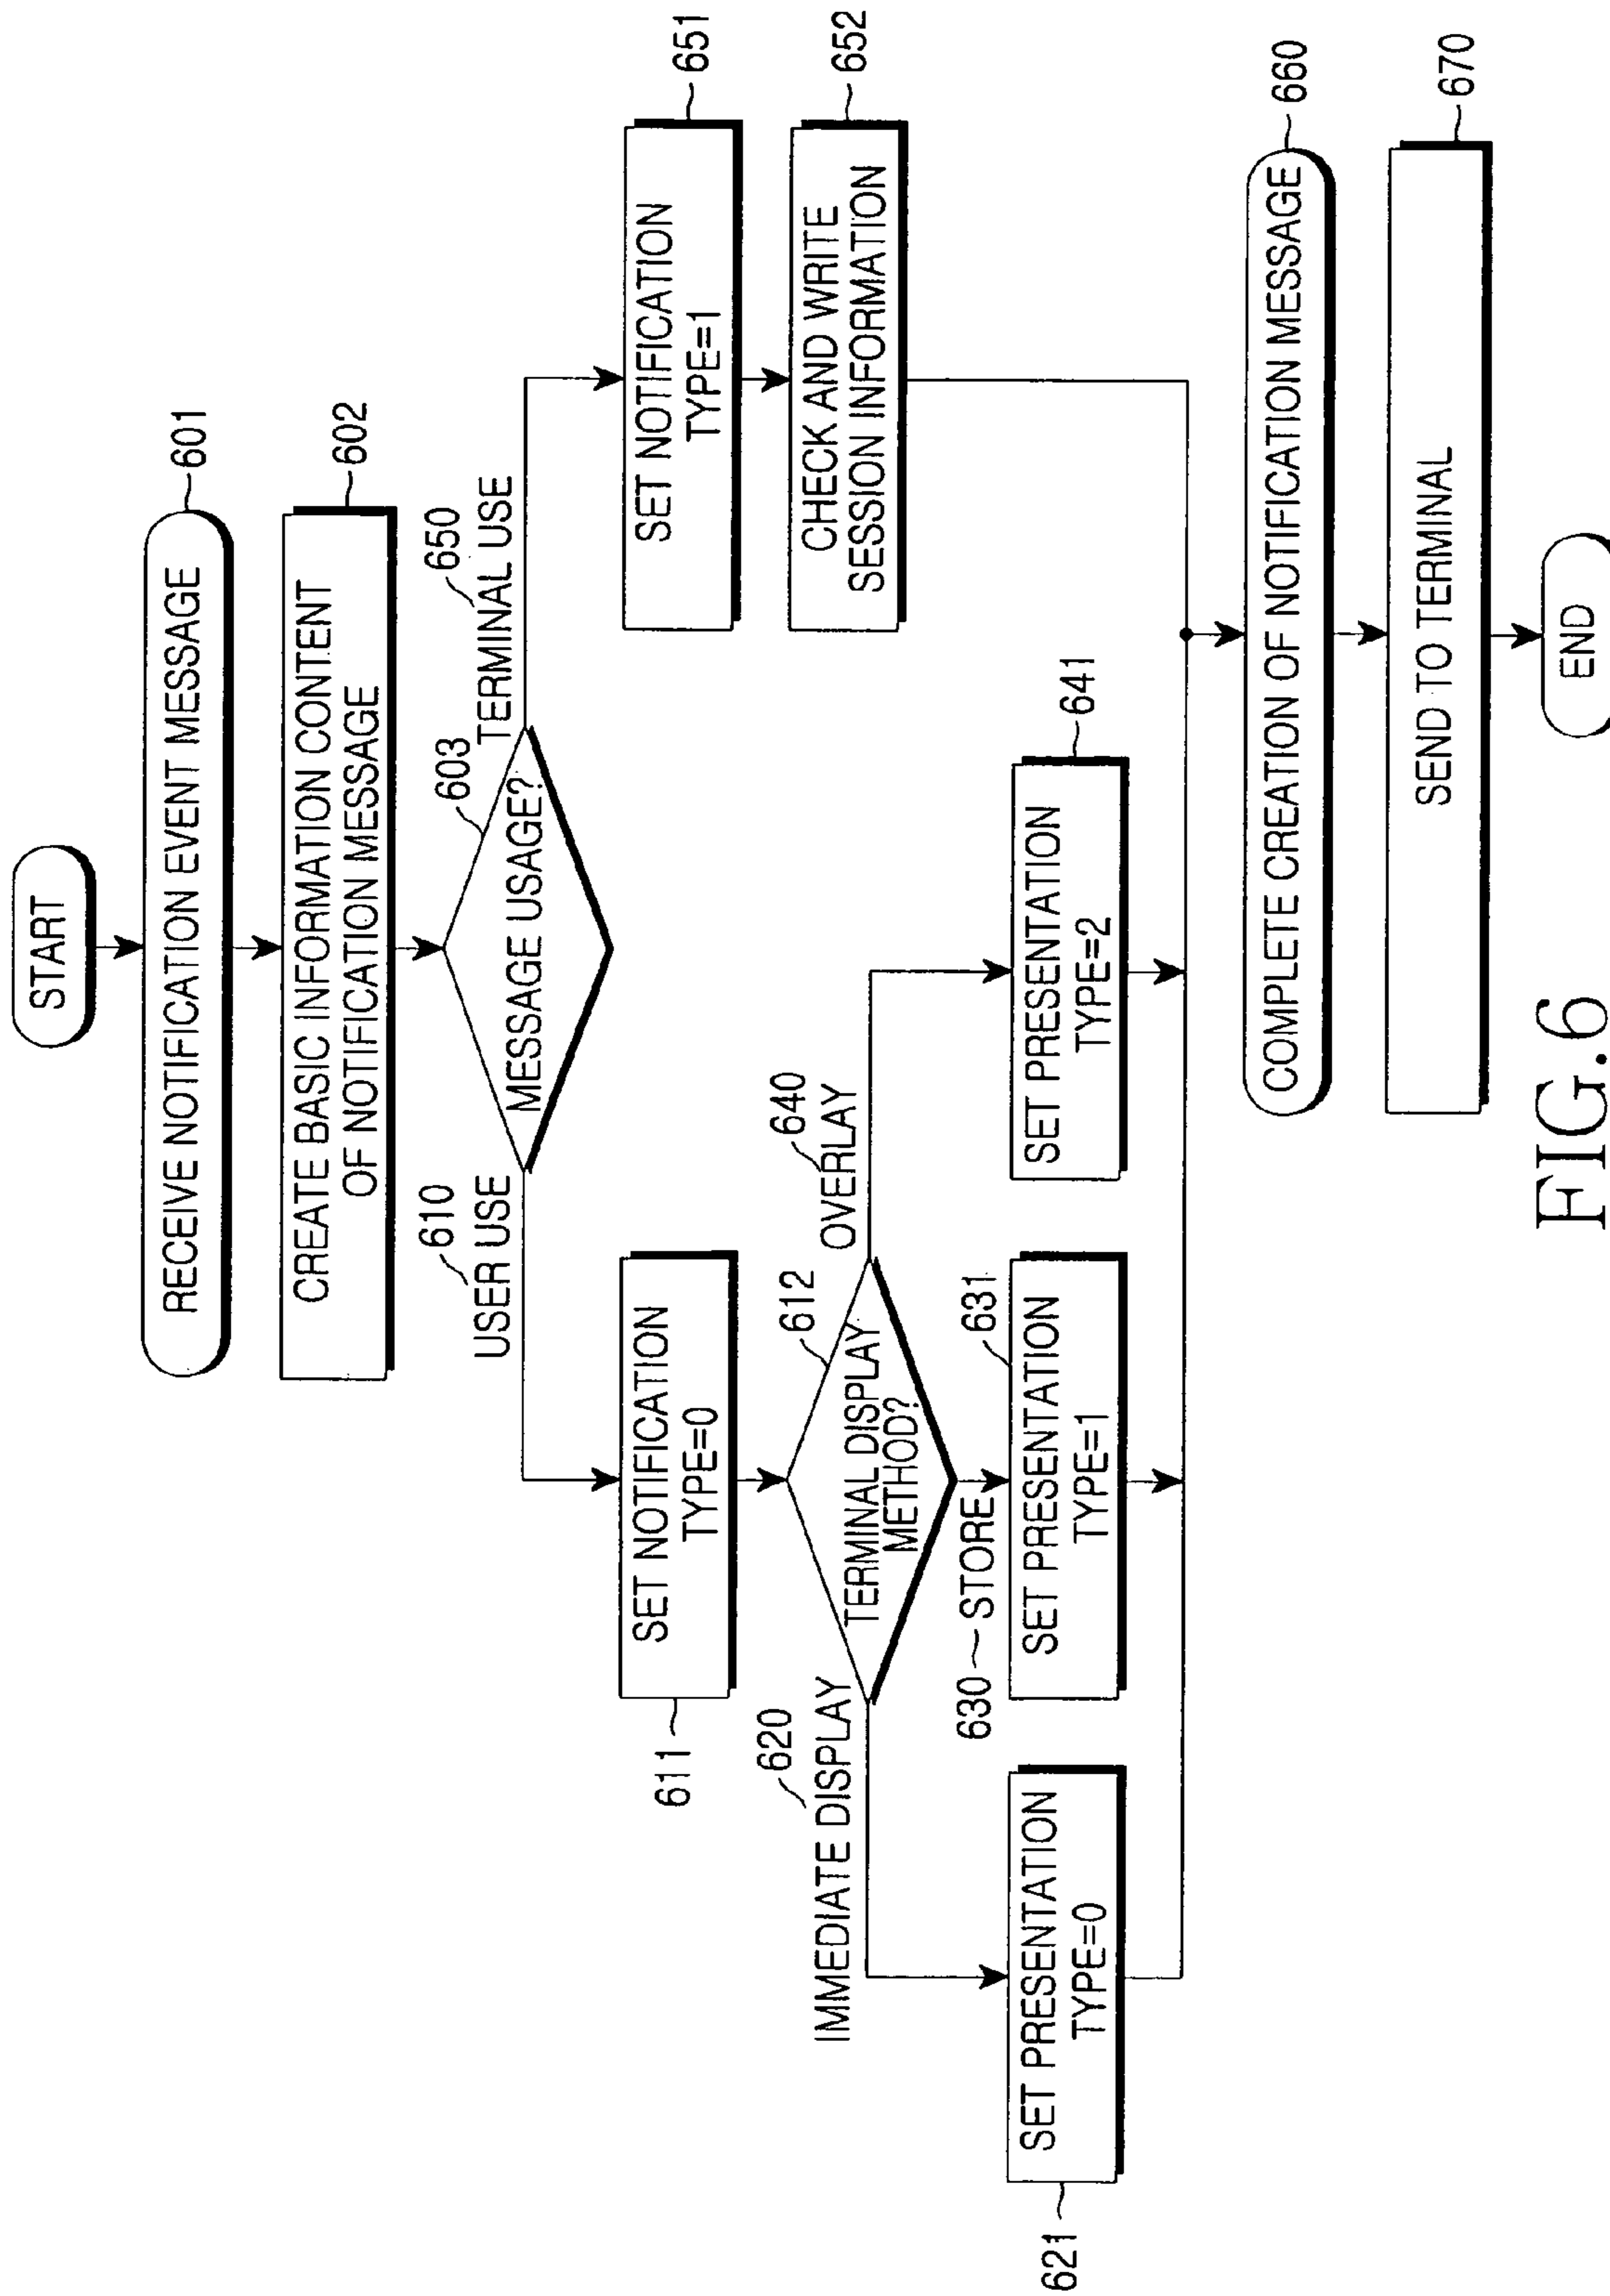 START
RECEIVE NOTIFICATION EVENT MESSAGE
601
CREATE BASIC INFORMATION CONTENT
OF NOTIFICATION MESSAGE
602
603
MESSAGE USAGE?
610
USER USE
650
TERMINAL USE
SET NOTIFICATION
TYPE=0
611
SET NOTIFICATION
TYPE=1
651
612
TERMINAL DISPLAY
METHOD?
CHECK AND WRITE
SESSION INFORMATION
652
620
IMMEDIATE DISPLAY
630
STORE
640
OVERLAY
SET PRESENTATION
TYPE=0
621
SET PRESENTATION
TYPE=1
631
SET PRESENTATION
TYPE=2
641
COMPLETE CREATION OF NOTIFICATION MESSAGE
660
SEND TO TERMINAL
670
END
FIG.6